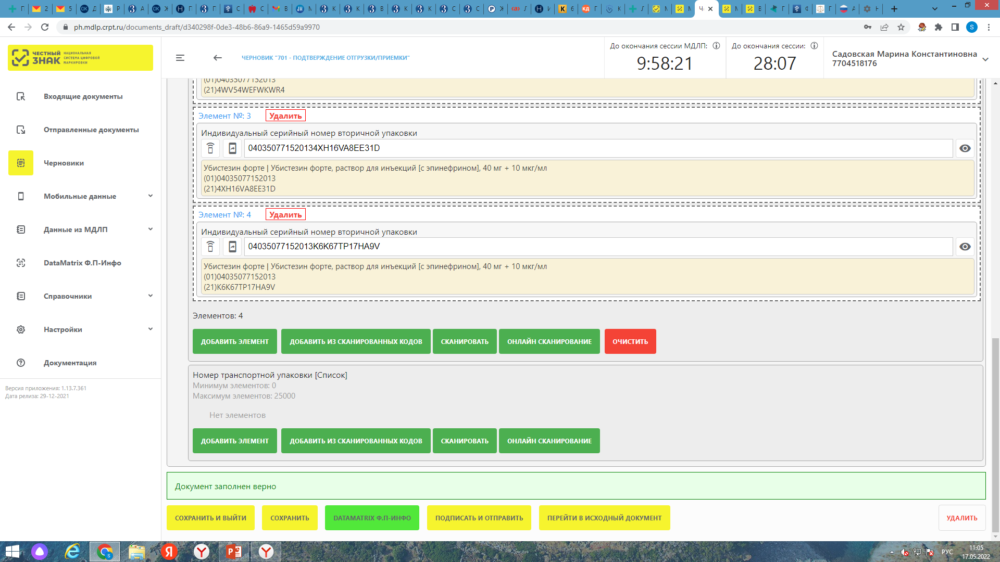 ph.mdlp.crpt.ru/documents_draft/d340298f-0de3-48b6-86a9-1465d59a9970
ЧЕСТНЫЙ ЗНАК
НАЦИОНАЛЬНАЯ СИСТЕМА ЦИФРОВОЙ МАРКИРОВКИ
ЧЕРНОВИК "701 - ПОДТВЕРЖДЕНИЕ ОТГРУЗКИ/ПРИЕМКИ"
До окончания сессии МДЛП:
9:58:21
До окончания сессии:
28:07
Садовская Марина Константиновна
7704518176
Входящие документы
Отправленные документы
Черновики
Мобильные данные
Данные из МДЛП
DataMatrix Ф.П-Инфо
Справочники
Настройки
Документация
Версия приложения: 1.13.7.361
Дата релиза: 29-12-2021
(01)04035077152013
(21)4WV54WEFWKWR4
Элемент №: 3
Удалить
Индивидуальный серийный номер вторичной упаковки
040350771520134XH16VA8EE31D
Убистезин форте | Убистезин форте, раствор для инъекций [с эпинефрином], 40 мг + 10 мкг/мл
(01)04035077152013
(21)4XH16VA8EE31D
Элемент №: 4
Удалить
Индивидуальный серийный номер вторичной упаковки
04035077152013K6K67TP17HA9V
Убистезин форте | Убистезин форте, раствор для инъекций [с эпинефрином], 40 мг + 10 мкг/мл
(01)04035077152013
(21)K6K67TP17HA9V
Элементов: 4
ДОБАВИТЬ ЭЛЕМЕНТ
ДОБАВИТЬ ИЗ СКАНИРОВАННЫХ КОДОВ
СКАНИРОВАТЬ
ОНЛАЙН СКАНИРОВАНИЕ
ОЧИСТИТЬ
Номер транспортной упаковки [Список]
Минимум элементов: 0
Максимум элементов: 25000
Нет элементов
ДОБАВИТЬ ЭЛЕМЕНТ
ДОБАВИТЬ ИЗ СКАНИРОВАННЫХ КОДОВ
СКАНИРОВАТЬ
ОНЛАЙН СКАНИРОВАНИЕ
Документ заполнен верно
СОХРАНИТЬ И ВЫЙТИ
СОХРАНИТЬ
DATAMATRIX Ф.П-ИНФО
ПОДПИСАТЬ И ОТПРАВИТЬ
ПЕРЕЙТИ В ИСХОДНЫЙ ДОКУМЕНТ
УДАЛИТЬ
РУС
11:05
17.05.2022